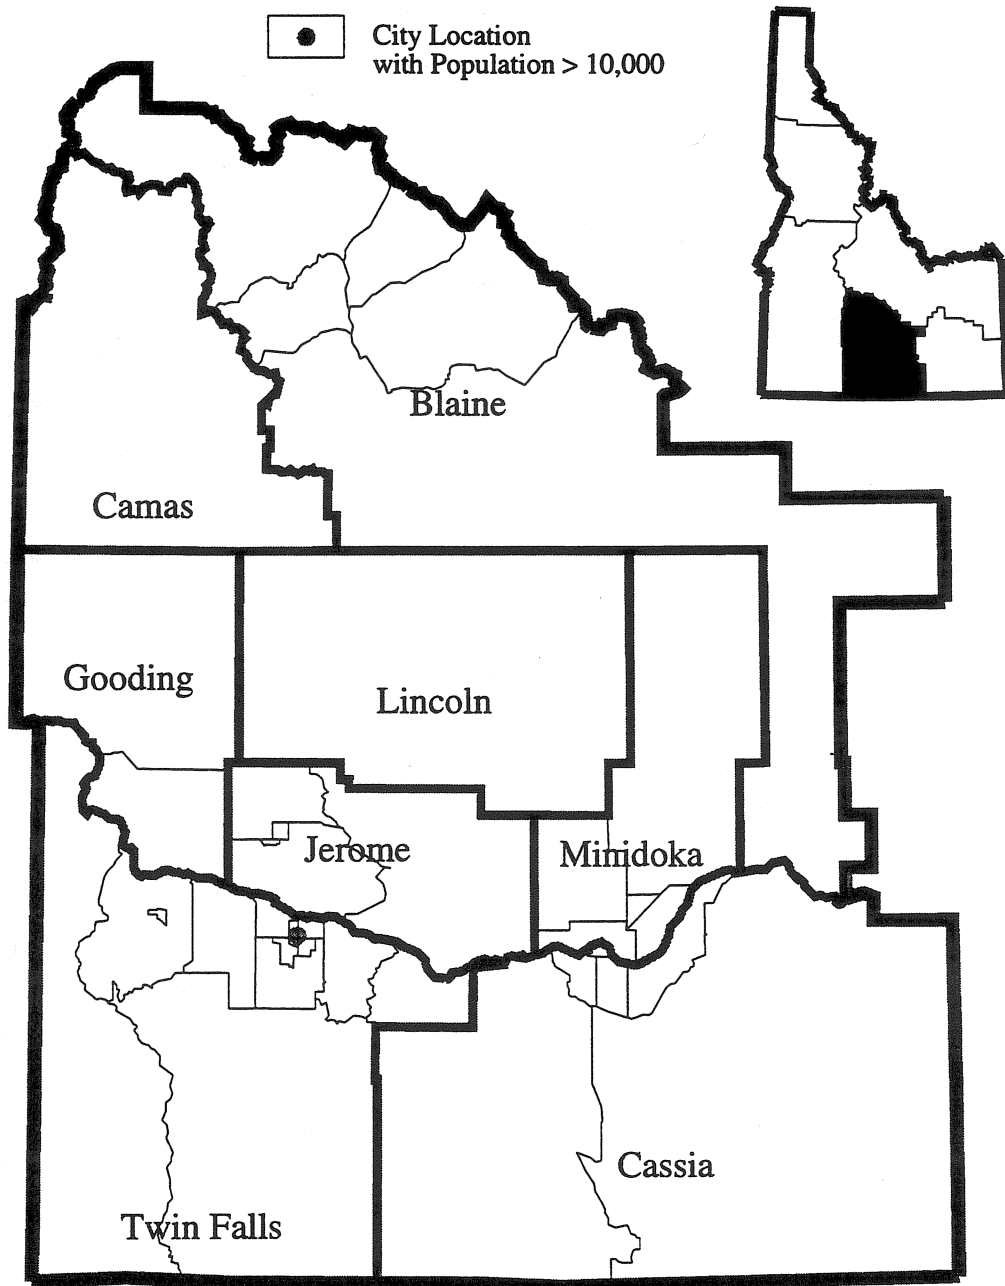 City Location
with Population > 10,000
Blaine
Camas
Gooding
Lincoln
Jerome
Minidoka
Cassia
Twin Falls